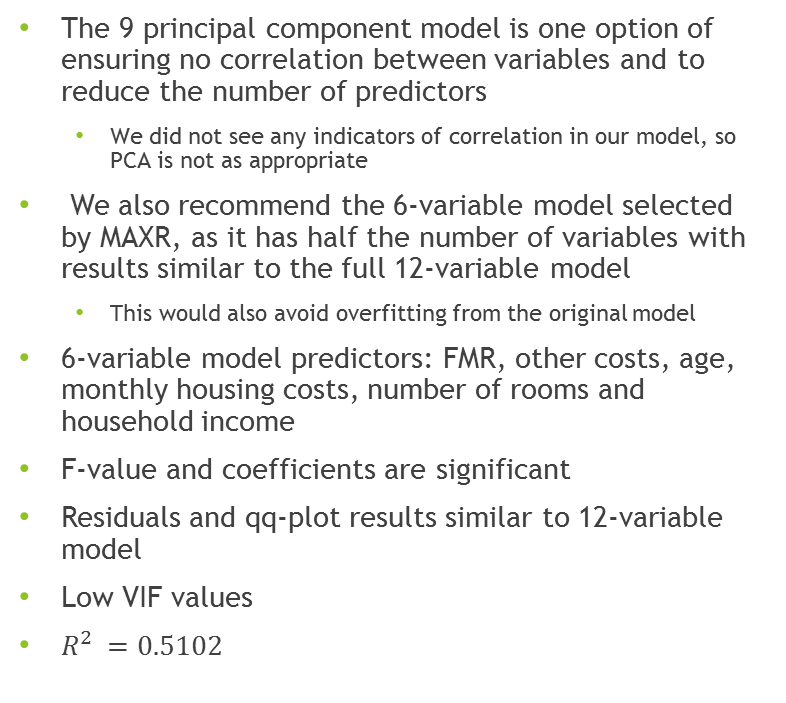 • The 9 principal component model is one option of
ensuring no correlation between variables and to
reduce the number of predictors
• We did not see any indicators of correlation in our model, so
PCA is not as appropriate
• We also recommend the 6-variable model selected
by MAXR, as it has half the number of variables with
results similar to the full 12-variable model
• This would also avoid overfitting from the original model
• 6-variable model predictors: FMR, other costs, age,
monthly housing costs, number of rooms and
household income
• F-value and coefficients are significant
• Residuals and qq-plot results similar to 12-variable
model
• Low VIF values
• R² = 0.5102